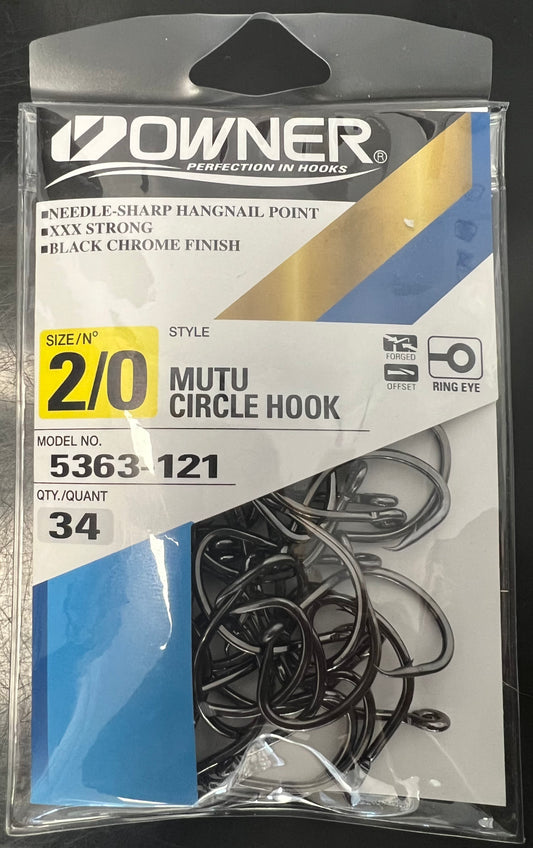 OWNER®
PERFECTION IN HOOKS
■NEEDLE-SHARP HANGNAIL POINT
■XXX STRONG
■BLACK CHROME FINISH
SIZE/Nº
2/0
STYLE
MUTU
CIRCLE HOOK
FORGED
OFFSET
RING EYE
MODEL NO.
5363-121
QTY./QUANT
34